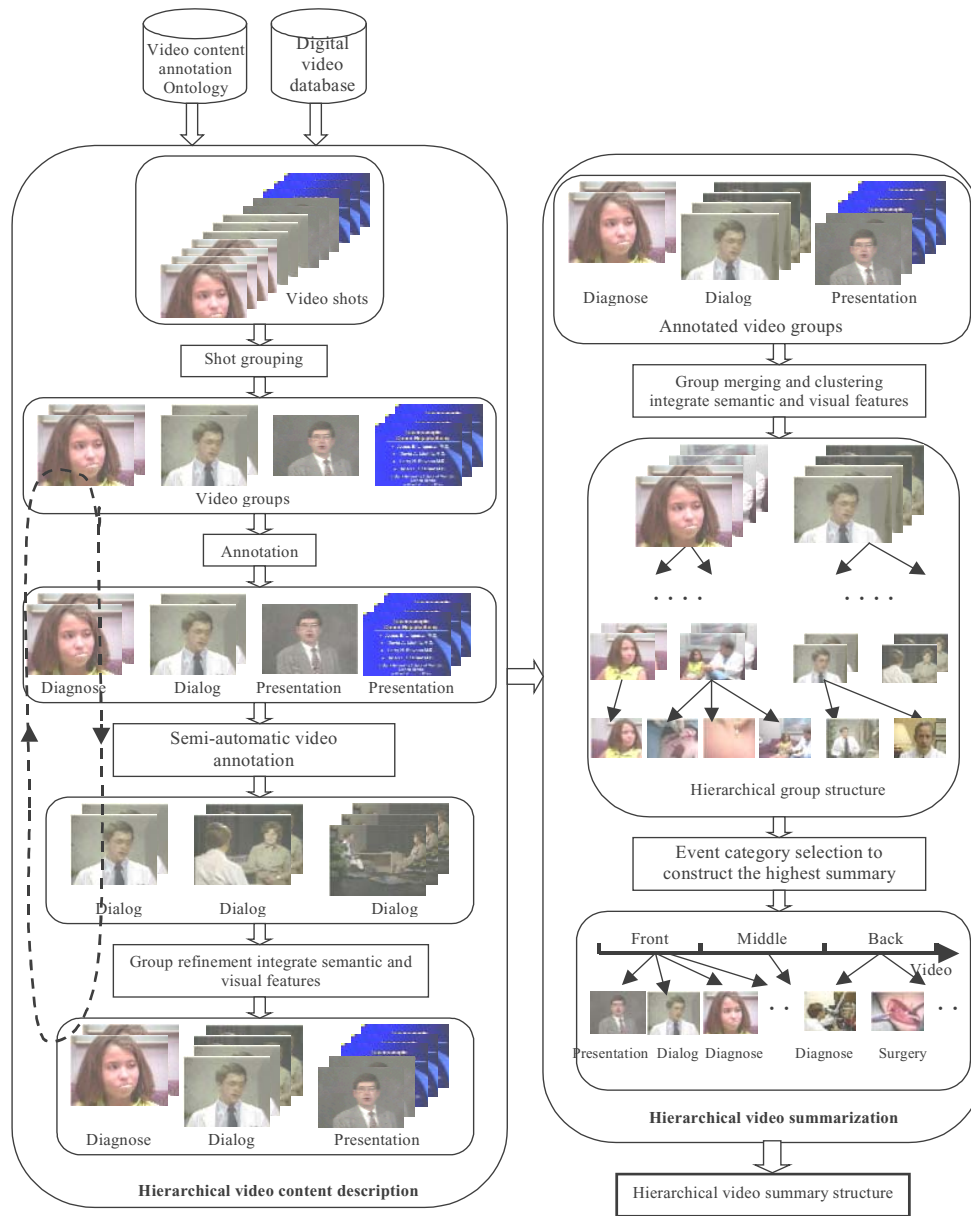 Video content
annotation
Ontology
Digital
video
database
Video shots
Shot grouping
Video groups
Annotation
Diagnose
Dialog
Presentation
Presentation
Semi-automatic video
annotation
Dialog
Dialog
Dialog
Group refinement integrate semantic and
visual features
Diagnose
Dialog
Presentation
Hierarchical video content description
Diagnose
Dialog
Presentation
Annotated video groups
Group merging and clustering
integrate semantic and visual features
. . . .
. . . .
Hierarchical group structure
Event category selection to
construct the highest summary
Front
Middle
Back
Video
. .
. .
Presentation
Dialog
Diagnose
Diagnose
Surgery
Hierarchical video summarization
Hierarchical video summary structure